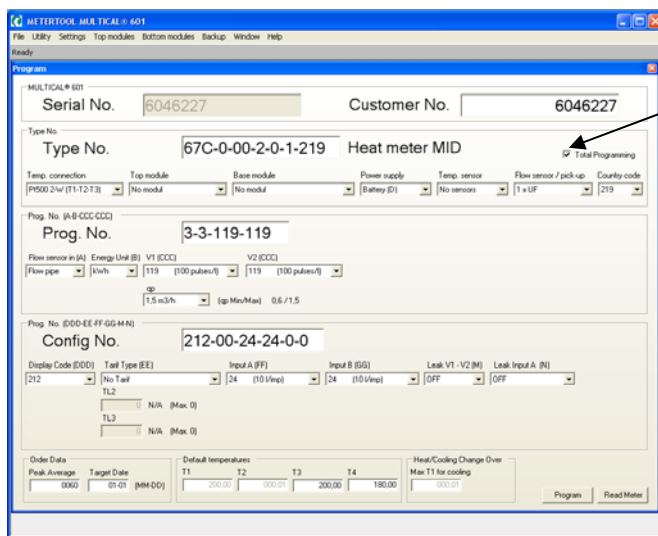 METERTOOL MULTICAL® 601
File Utility Settings Top modules Bottom modules Backup Window Help
Ready
Program
MULTICAL® 601
Serial No. 6046227 Customer No. 6046227
Type No.
Type No. 67C-0-00-2-0-1-219 Heat meter MID Total Programming
Temp. connection Top module Base module Power supply Temp. sensor Flow sensor / pick-up Country code
Pt500 2-W (T1-T2-T3) No modul No modul Battery (D) No sensors 1 x UF 219
Prog. No. (A-B-CCC-CCC)
Prog. No. 3-3-119-119
Flow sensor in (A) Energy Unit (B) V1 (CCC) V2 (CCC)
Flow pipe kWh 119 (100 pulses/l) 119 (100 pulses/l)
qp
1,5 m3/h (qp Min/Max) 0,6 /1,5
Prog. No. (DDD-EE-FF-GG-M-N)
Config No. 212-00-24-24-0-0
Display Code (DDD) Tarif Type (EE) Input A (FF) Input B (GG) Leak V1 - V2 (M) Leak Input A (N)
212 No Tarif 24 (10 l/imp) 24 (10 l/imp) OFF OFF
TL2
0 N/A (Max. 0)
TL3
0 N/A (Max. 0)
Order Data Default temperatures Heat/Cooling Change Over
Peak Average Target Date T1 T2 T3 T4 Max T1 for cooling
0060 01-01 (MM-DD) 200,00 000,01 200,00 180,00 000,01
Program Read Meter